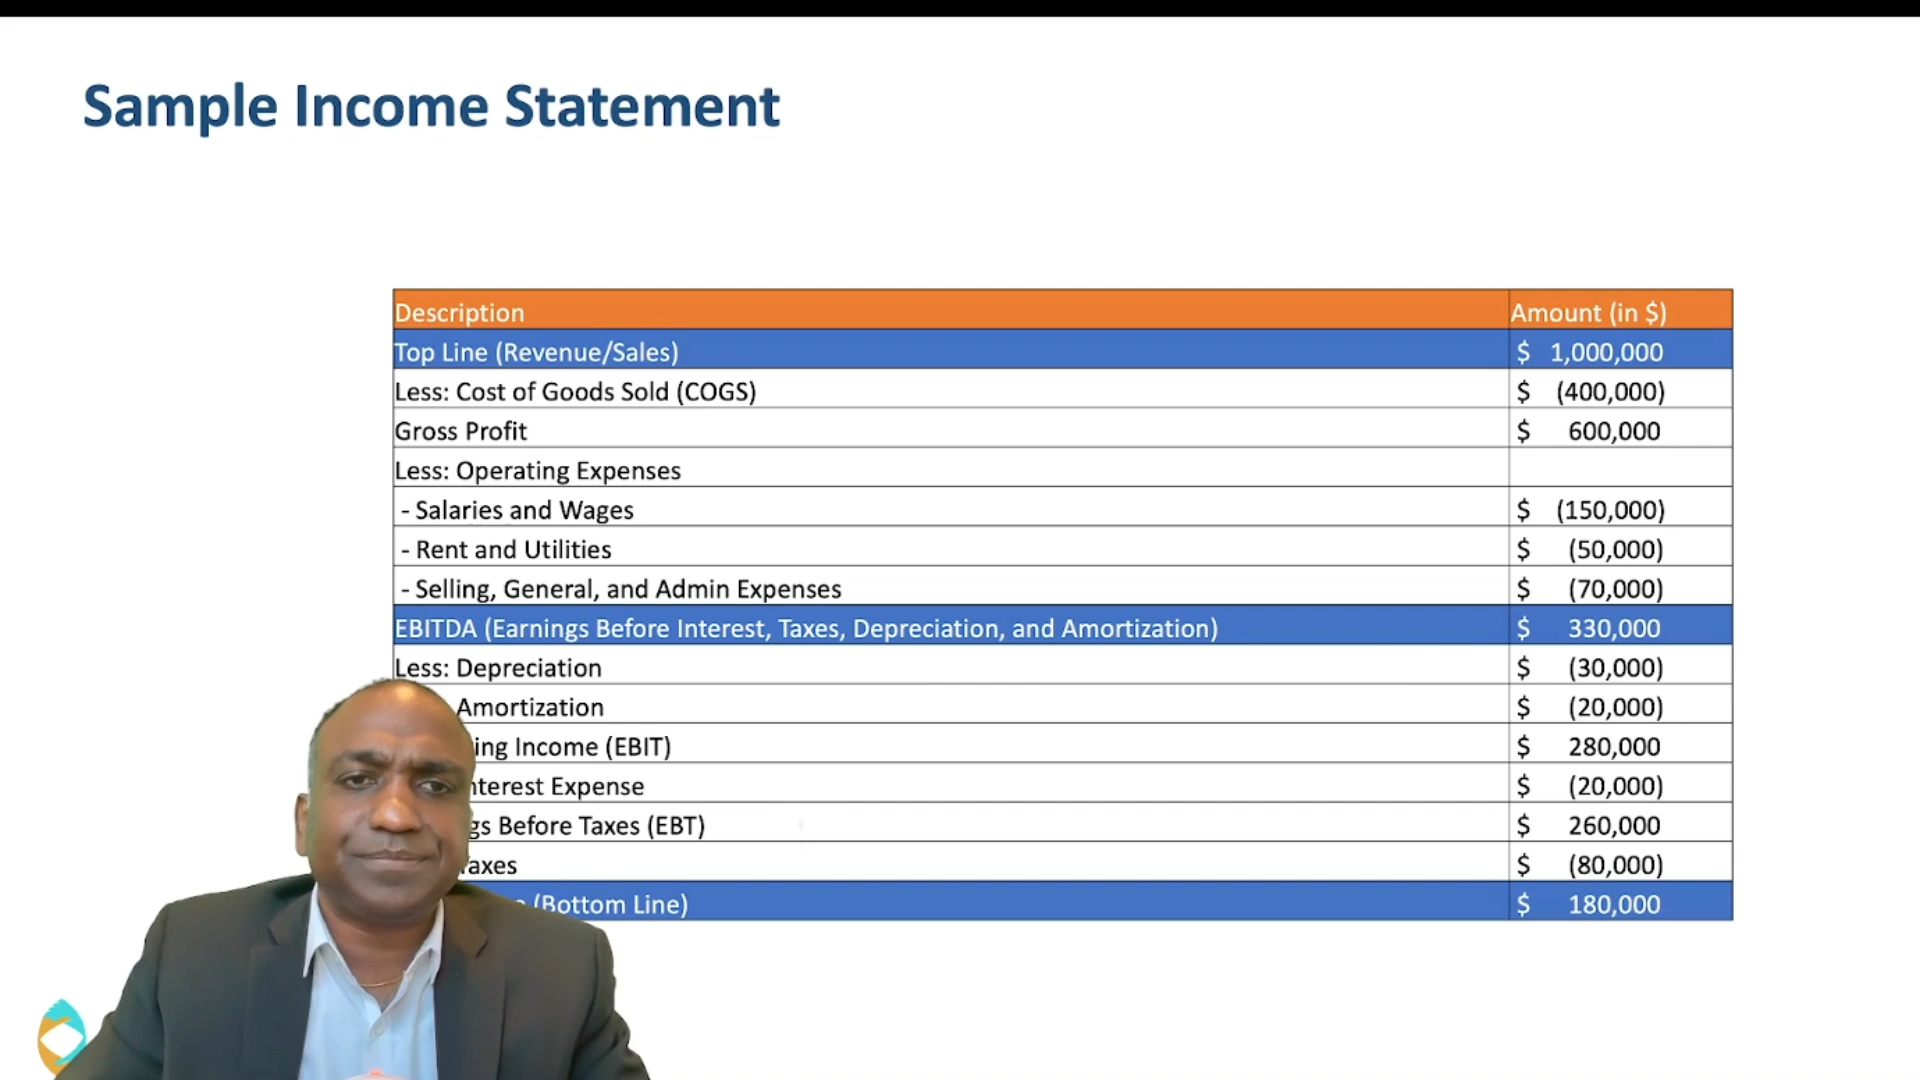 Sample Income Statement
Description Amount (in $)
Top Line (Revenue/Sales) $ 1,000,000
Less: Cost of Goods Sold (COGS) $ (400,000)
Gross Profit $ 600,000
Less: Operating Expenses
- Salaries and Wages $ (150,000)
- Rent and Utilities $ (50,000)
- Selling, General, and Admin Expenses $ (70,000)
EBITDA (Earnings Before Interest, Taxes, Depreciation, and Amortization) $ 330,000
Less: Depreciation $ (30,000)
Amortization $ (20,000)
Income (EBIT) $ 280,000
Expense $ (20,000)
Before Taxes (EBT) $ 260,000
$ (80,000)
(Bottom Line) $ 180,000